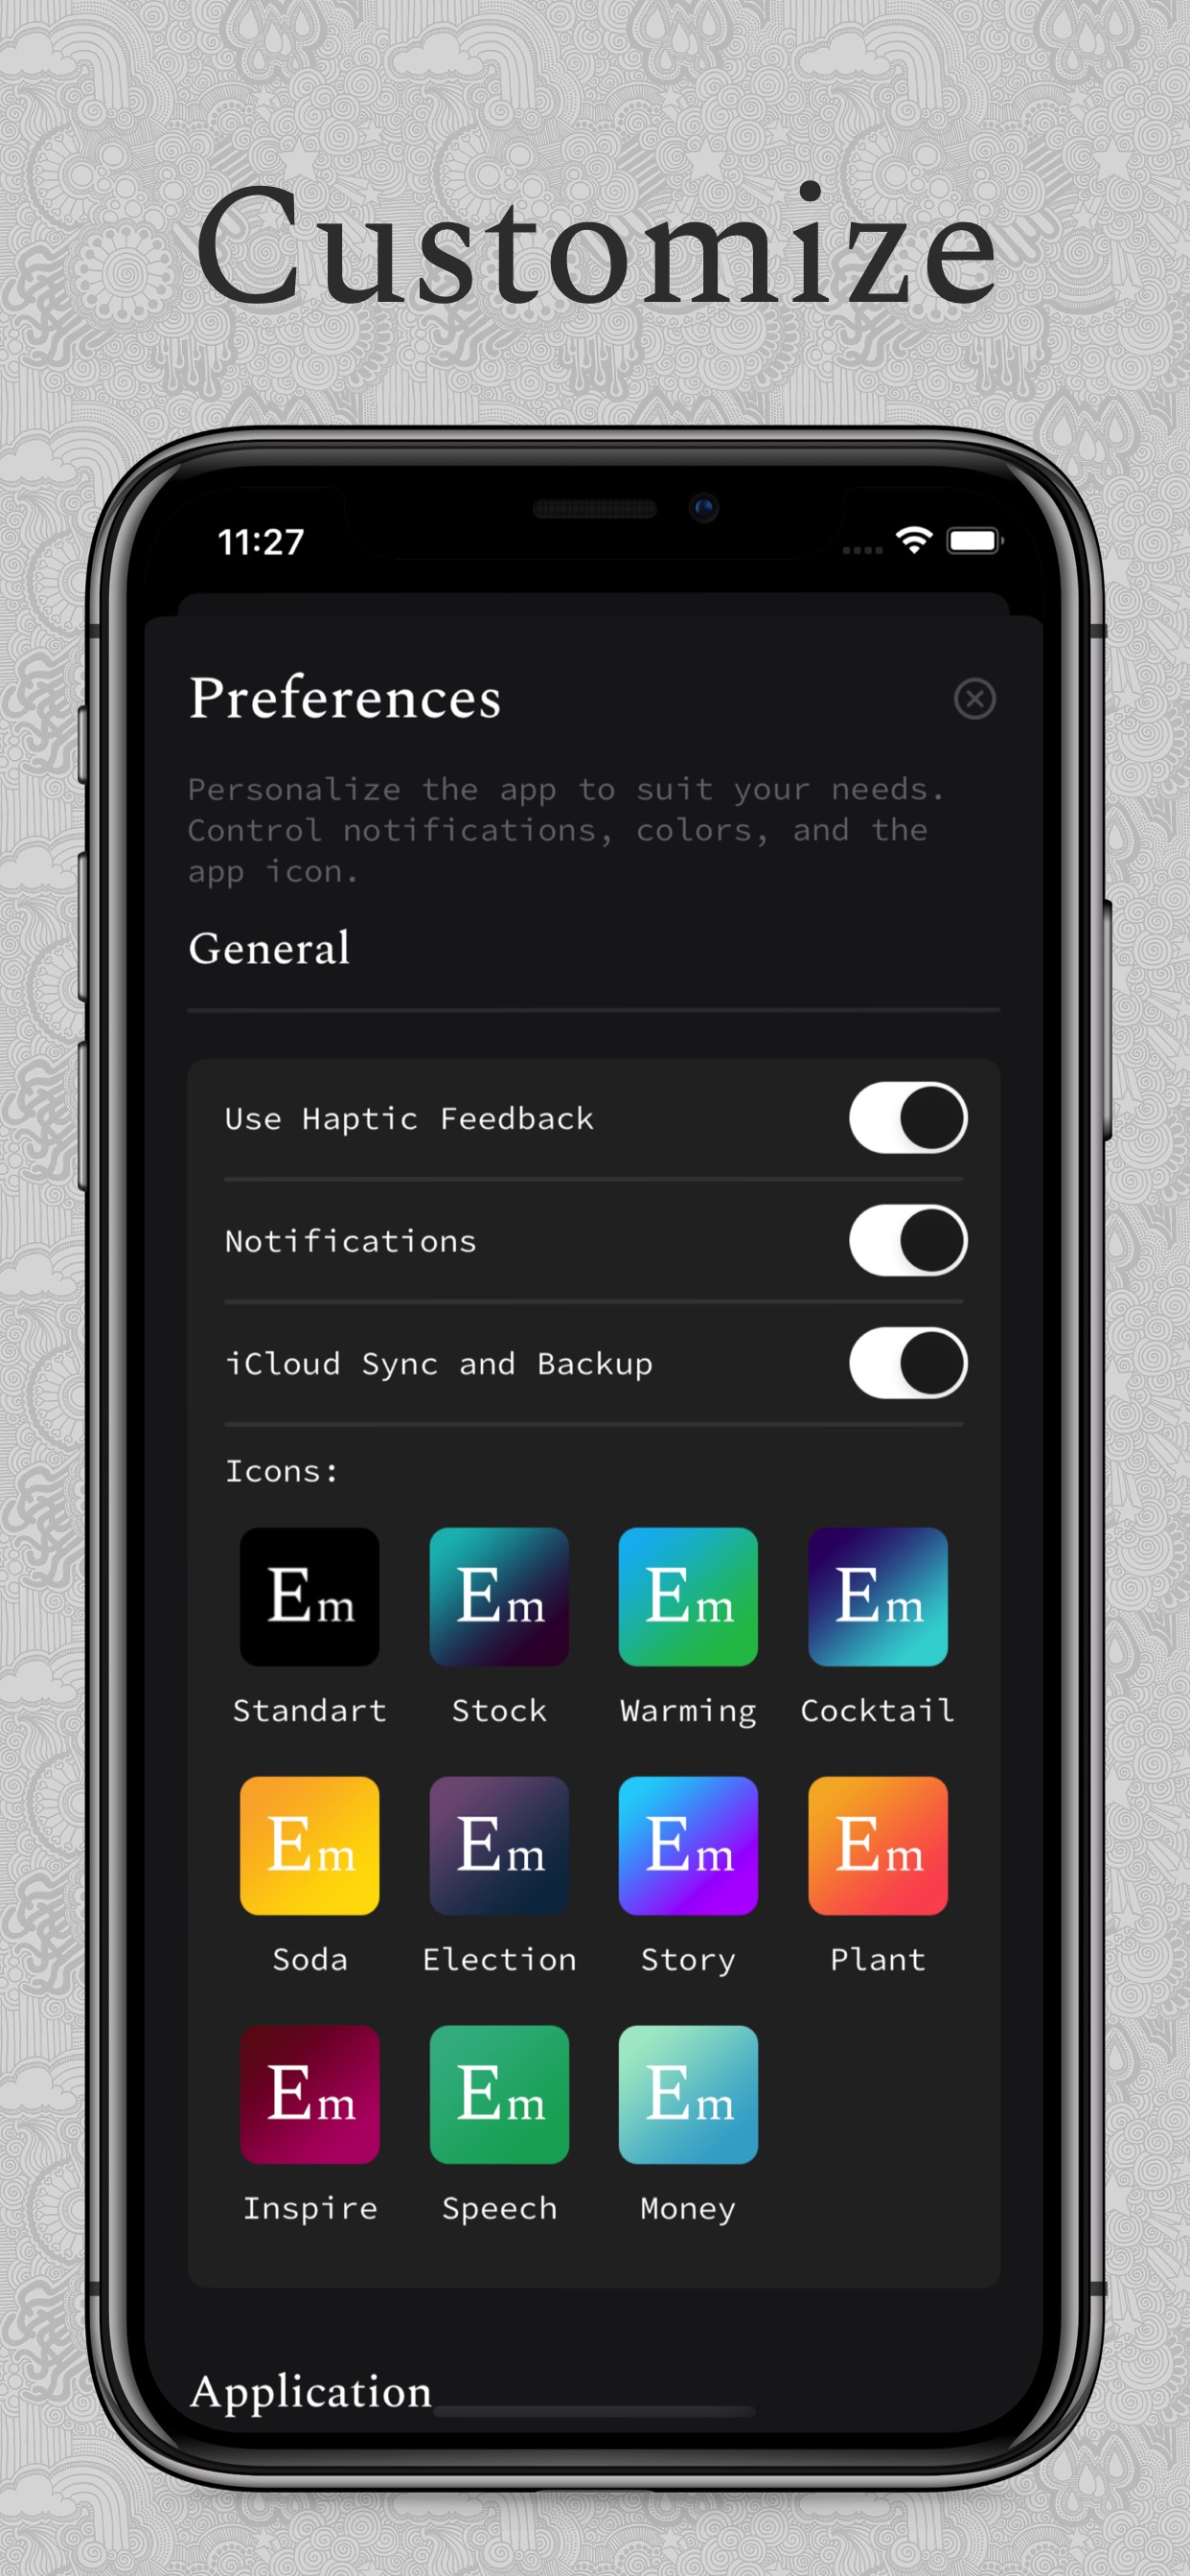 Customize
11:27
Preferences
Personalize the app to suit your needs.
Control notifications, colors, and the
app icon.
General
Use Haptic Feedback
Notifications
iCloud Sync and Backup
Icons:
Em Em Em Em
Standart Stock Warming Cocktail
Em Em Em Em
Soda Election Story Plant
Em Em Em
Inspire Speech Money
Application